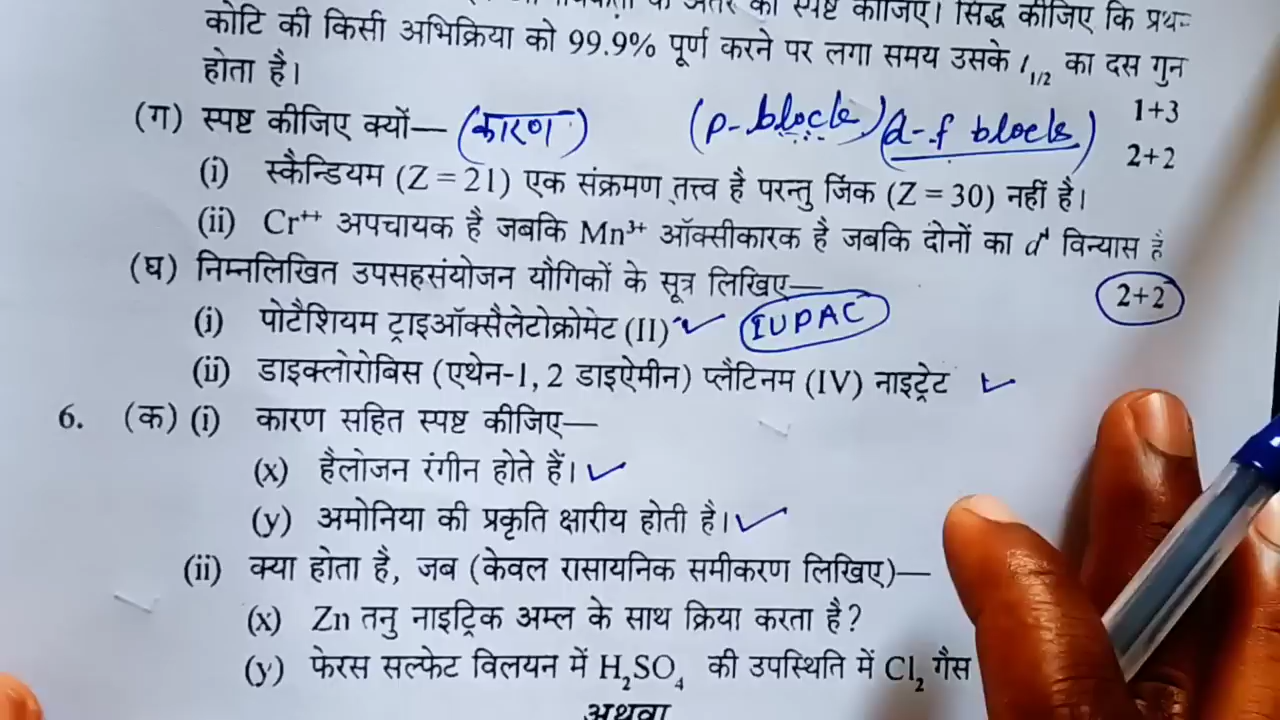 के अंतर को स्पष्ट कीजिए। सिद्ध कीजिए कि
कोटि की किसी अभिक्रिया को 99.9% पूर्ण करने पर लगा समय उसके t1/2 का दस गुन
होता है।
1+3
(ग) स्पष्ट कीजिए क्यों— (कारण) (p-block) (d-f block)
2+2
(i) स्कैन्डियम (Z = 21) एक संक्रमण तत्त्व है परन्तु जिंक (Z = 30) नहीं है।
(ii) Cr⁺⁺ अपचायक है जबकि Mn³⁺ ऑक्सीकारक है जबकि दोनों का d⁴ विन्यास है
(घ) निम्नलिखित उपसहसंयोजन यौगिकों के सूत्र लिखिए—
2+2
(i) पोटैशियम ट्राइऑक्सैलेटोक्रोमेट (II) IUPAC
(ii) डाइक्लोरोबिस (एथेन-1, 2 डाइऐमीन) प्लैटिनम (IV) नाइट्रेट
6. (क) (i) कारण सहित स्पष्ट कीजिए—
(x) हैलोजन रंगीन होते हैं।
(y) अमोनिया की प्रकृति क्षारीय होती है।
(ii) क्या होता है, जब (केवल रासायनिक समीकरण लिखिए)—
(x) Zn तनु नाइट्रिक अम्ल के साथ क्रिया करता है?
(y) फेरस सल्फेट विलयन में H₂SO₄ की उपस्थिति में Cl₂ गैस
अथवा